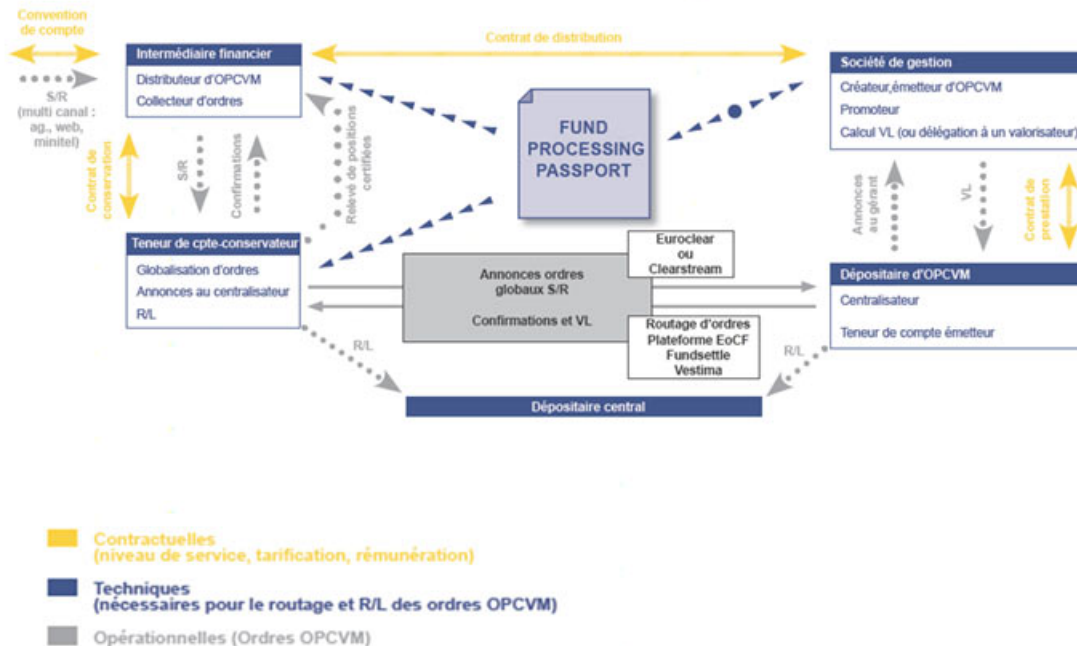 Convention
de compte
S/R
(multi canal :
ag., web,
minitel)
Intermédiaire financier
Distributeur d'OPCVM
Collecteur d'ordres
Contrat de distribution
Société de gestion
Créateur,émetteur d'OPCVM
Promoteur
Calcul VL (ou délégation à un valorisateur)
FUND
PROCESSING
PASSPORT
Contrat de
conservation
S/R
Confirmations
Relevé de positions
certifiées
Annonces
au gérant
VL
Contrat de
prestation
Teneur de cpte-conservateur
Globalisation d'ordres
Annonces au centralisateur
R/L
Annonces ordres
globaux S/R
Confirmations et VL
Euroclear
ou
Clearstream
Routage d'ordres
Plateforme EoCF
Fundsettle
Vestima
Dépositaire d'OPCVM
Centralisateur
Teneur de compte émetteur
R/L
R/L
Dépositaire central
Contractuelles
(niveau de service, tarification, rémunération)
Techniques
(nécessaires pour le routage et R/L des ordres OPCVM)
Opérationnelles (Ordres OPCVM)